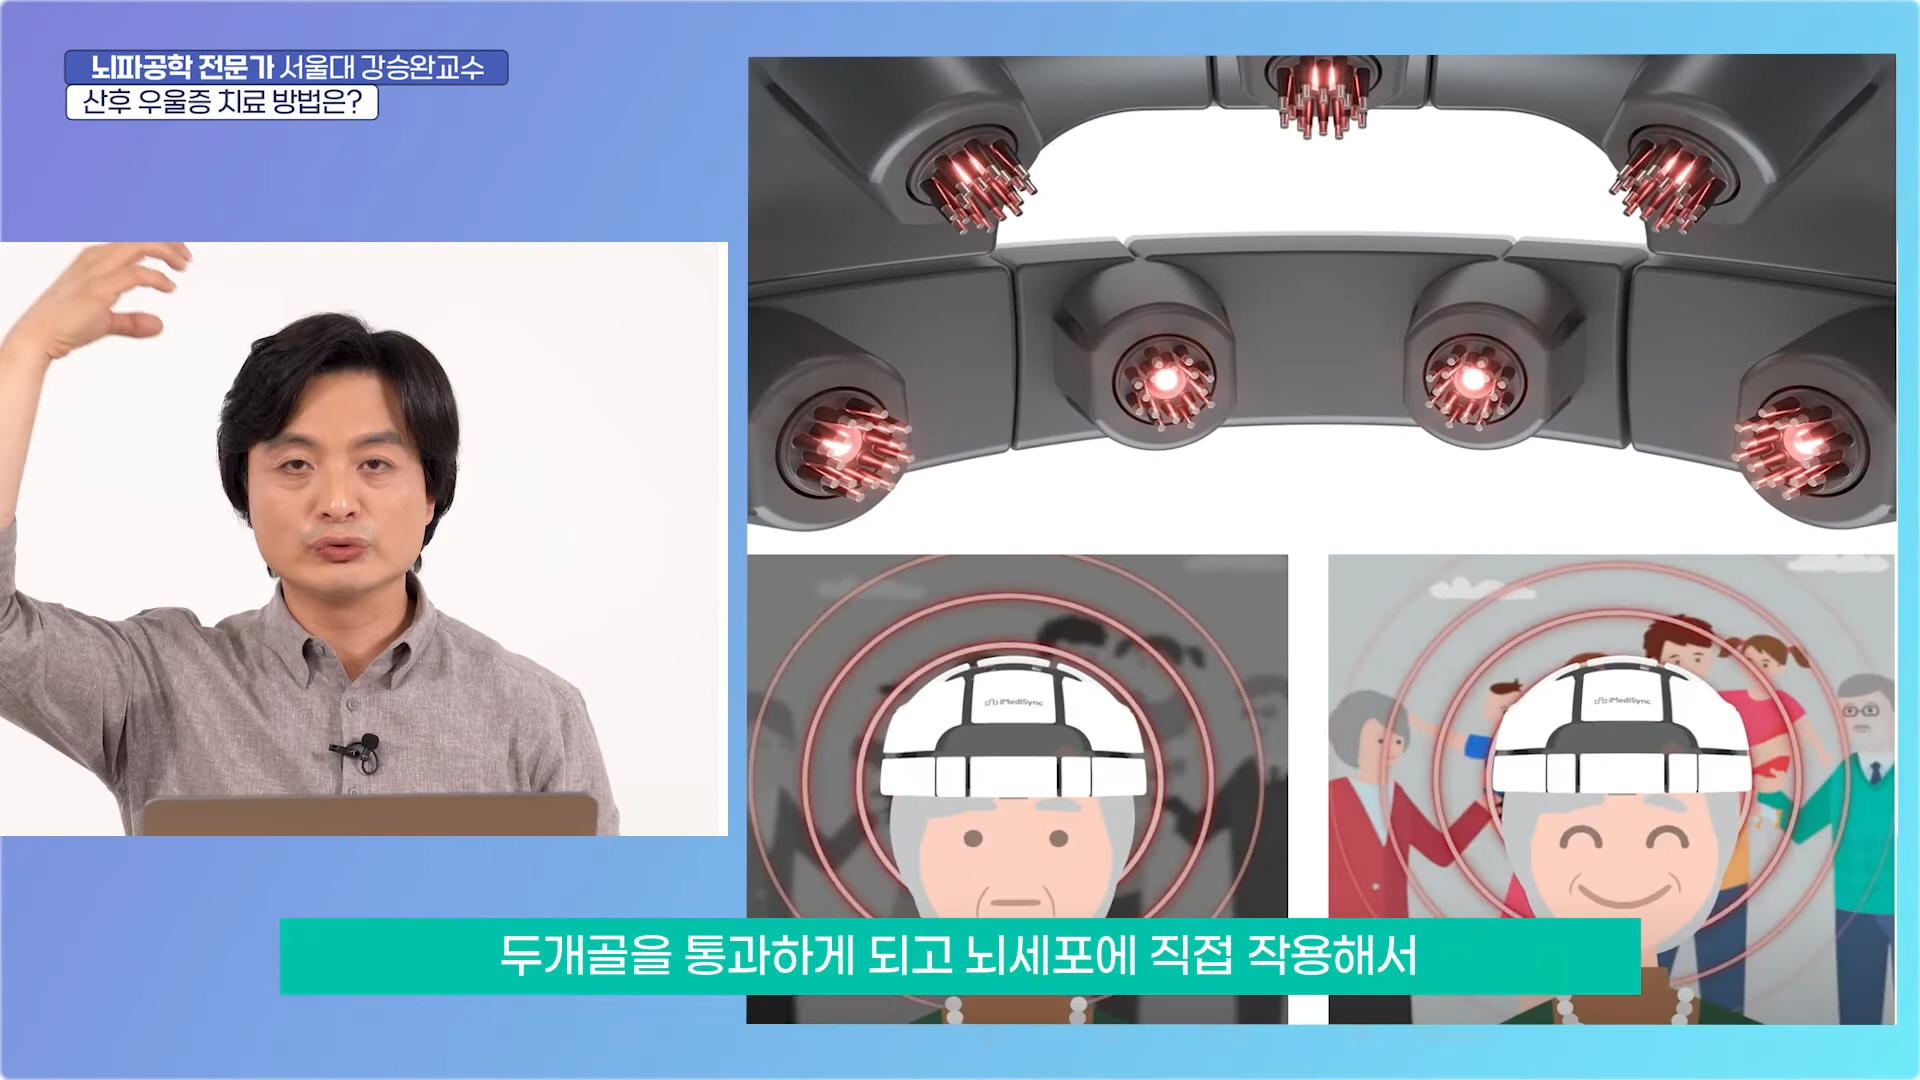 뇌파공학 전문가 서울대 강승완교수
산후 우울증 치료 방법은?
iMediSync
iMediSync
두개골을 통과하게 되고 뇌세포에 직접 작용해서